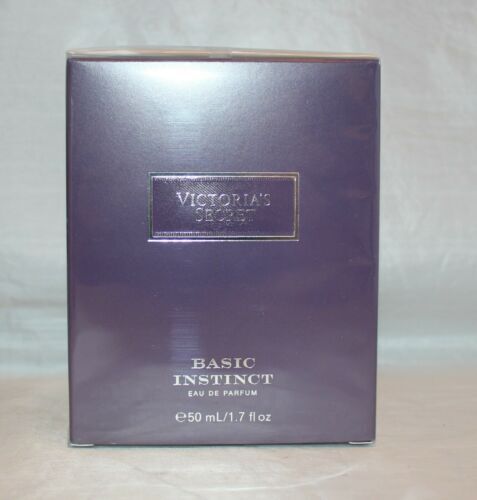 VICTORIA'S
SECRET
BASIC
INSTINCT
EAU DE PARFUM
℮50 mL/1.7 fl oz